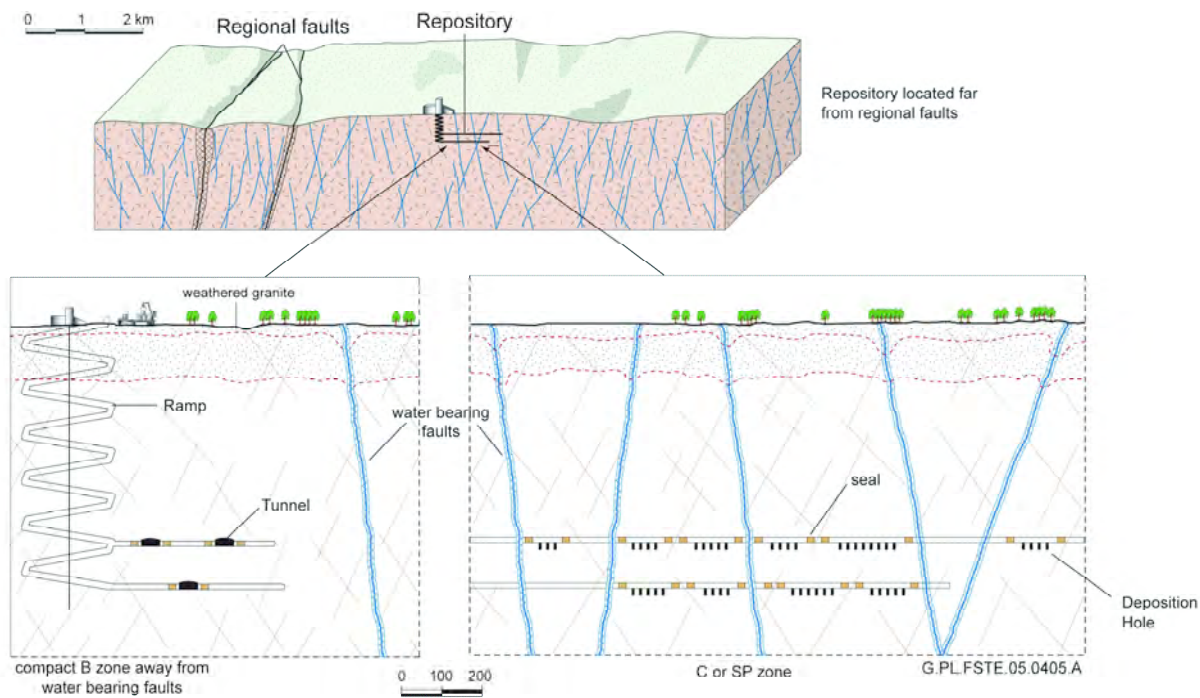 0 1 2 km
Regional faults
Repository
Repository located far
from regional faults
weathered granite
Ramp
water bearing
faults
Tunnel
seal
Deposition
Hole
compact B zone away from
water bearing faults
0 100 200
C or SP zone
G.PL.FSTE.05.0405.A